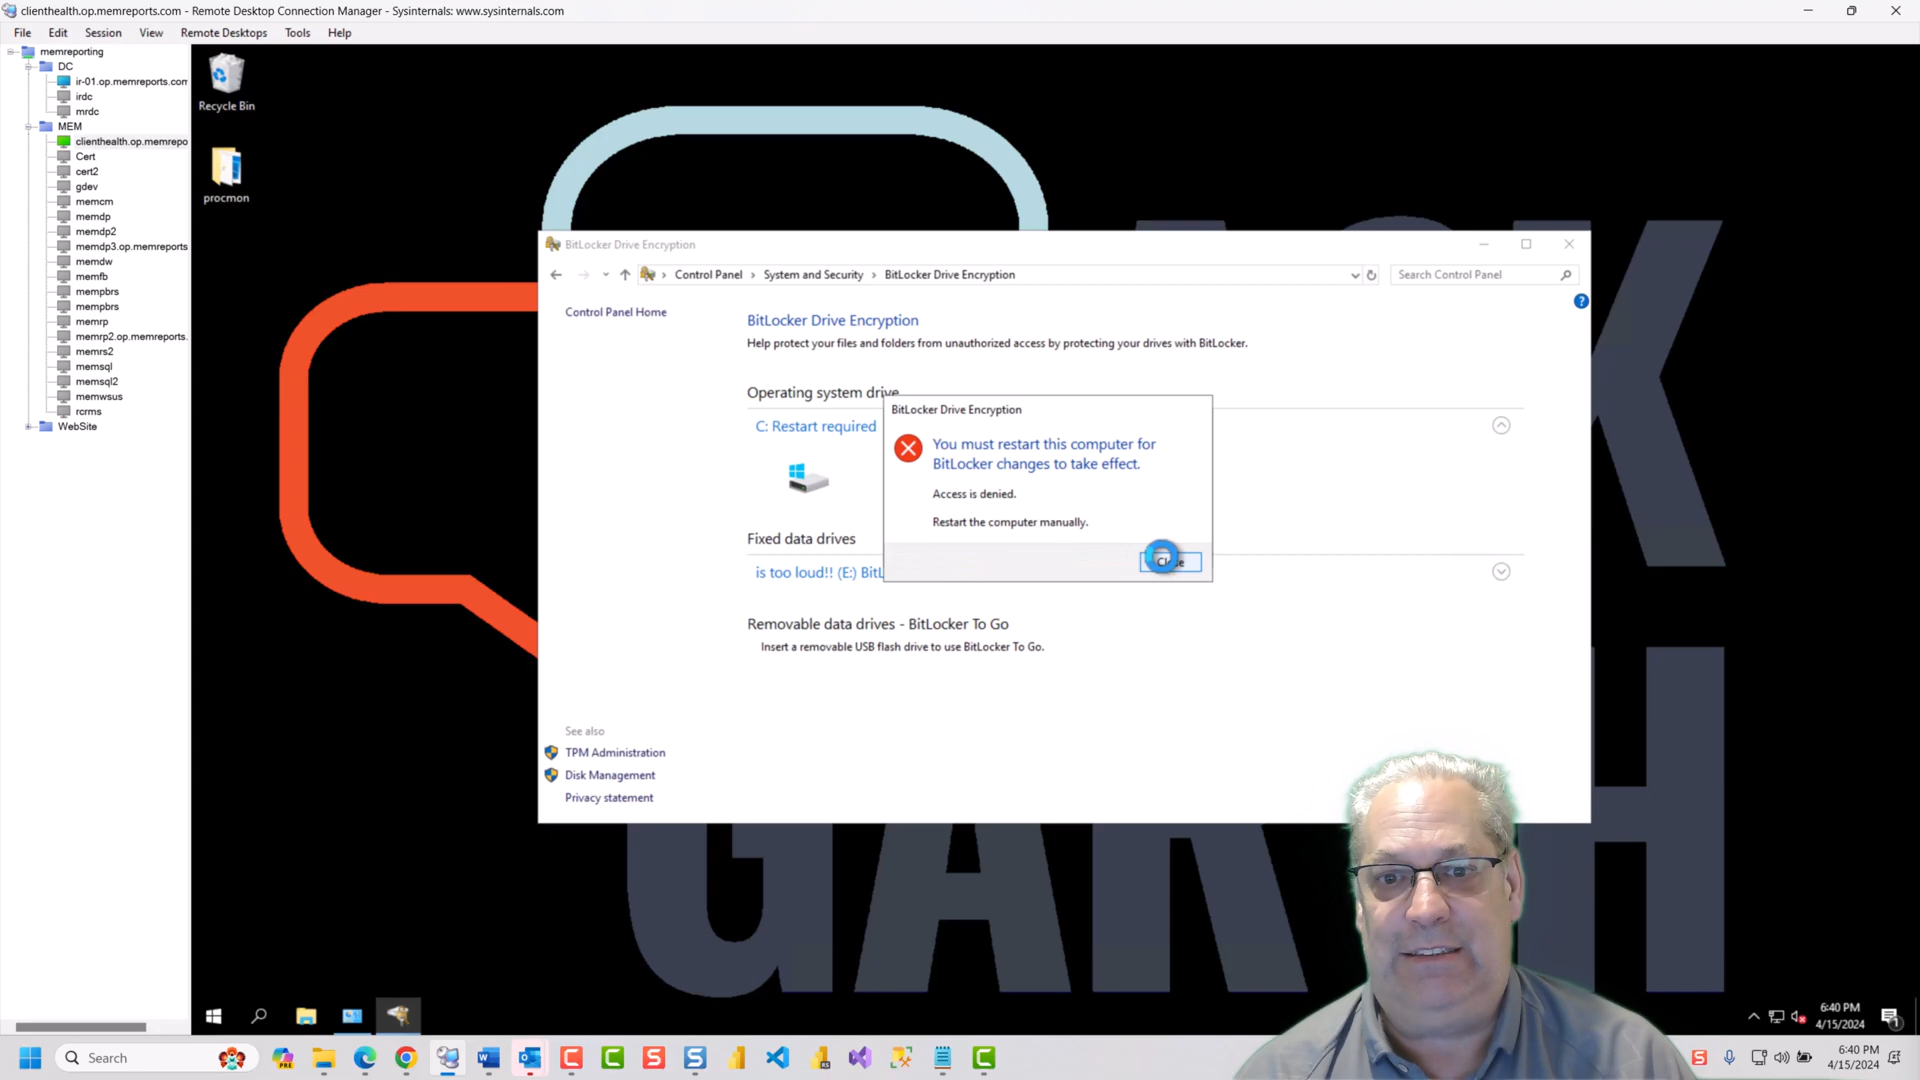 clienthealth.op.memreports.com - Remote Desktop Connection Manager - Sysinternals: www.sysinternals.com
File Edit Session View Remote Desktops Tools Help
memreporting
DC
ir-01.op.memreports.com
irdc
mrdc
MEM
clienthealth.op.memrepo
Cert
cert2
gdev
memcm
memdp
memdp2
memdp3.op.memreports
memdw
memfb
mempbrs
mempbrs
memrp
memrp2.op.memreports.
memrs2
memsql
memsql2
memwsus
rcrms
WebSite
Recycle Bin
procmon
BitLocker Drive Encryption
Control Panel > System and Security > BitLocker Drive Encryption
Search Control Panel
Control Panel Home
BitLocker Drive Encryption
Help protect your files and folders from unauthorized access by protecting your drives with BitLocker.
Operating system drive
C: Restart required
Fixed data drives
is too loud!! (E:) BitL
Removable data drives - BitLocker To Go
Insert a removable USB flash drive to use BitLocker To Go.
See also
TPM Administration
Disk Management
Privacy statement
BitLocker Drive Encryption
You must restart this computer for
BitLocker changes to take effect.
Access is denied.
Restart the computer manually.
GARTH
6:40 PM
4/15/2024
1
Search
PRE
6:40 PM
4/15/2024